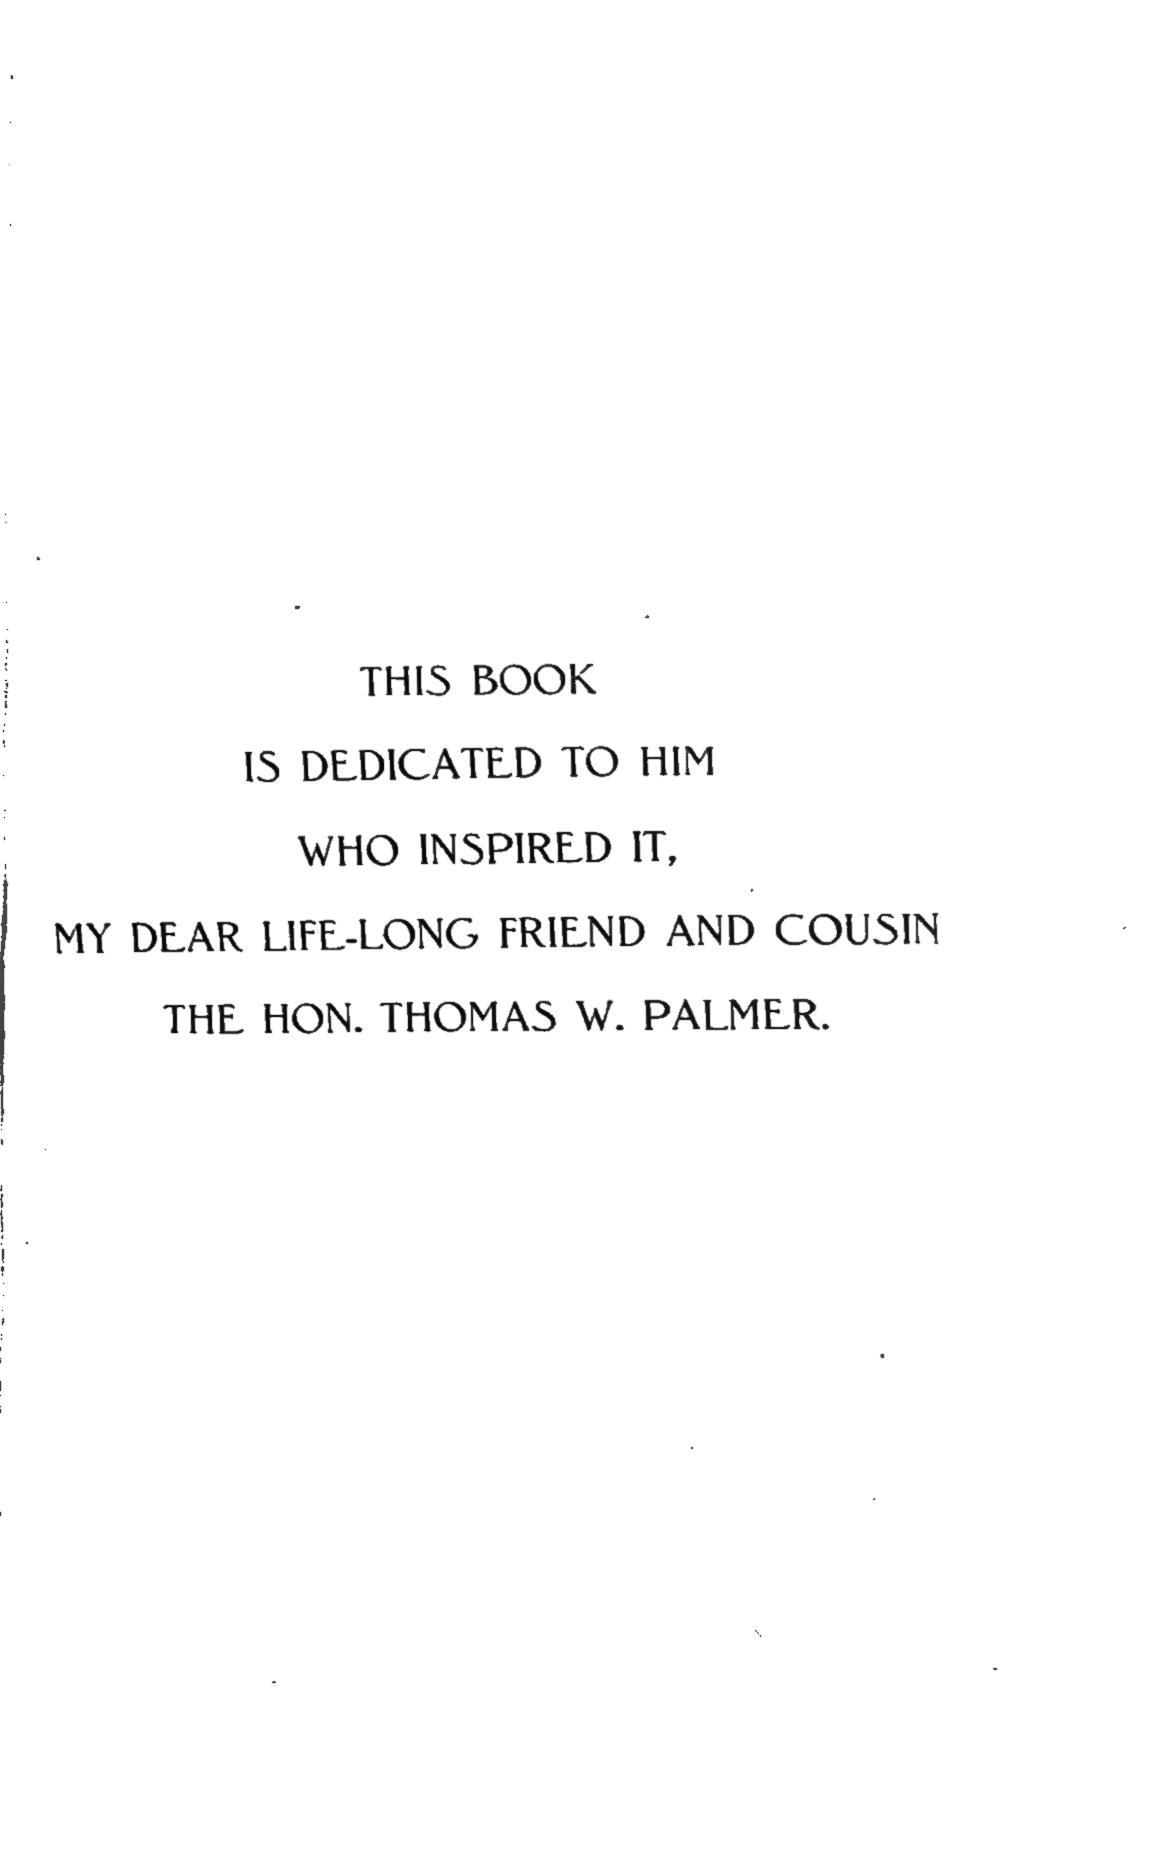 THIS BOOK
IS DEDICATED TO HIM
WHO INSPIRED IT,
MY DEAR LIFE-LONG FRIEND AND COUSIN
THE HON. THOMAS W. PALMER.